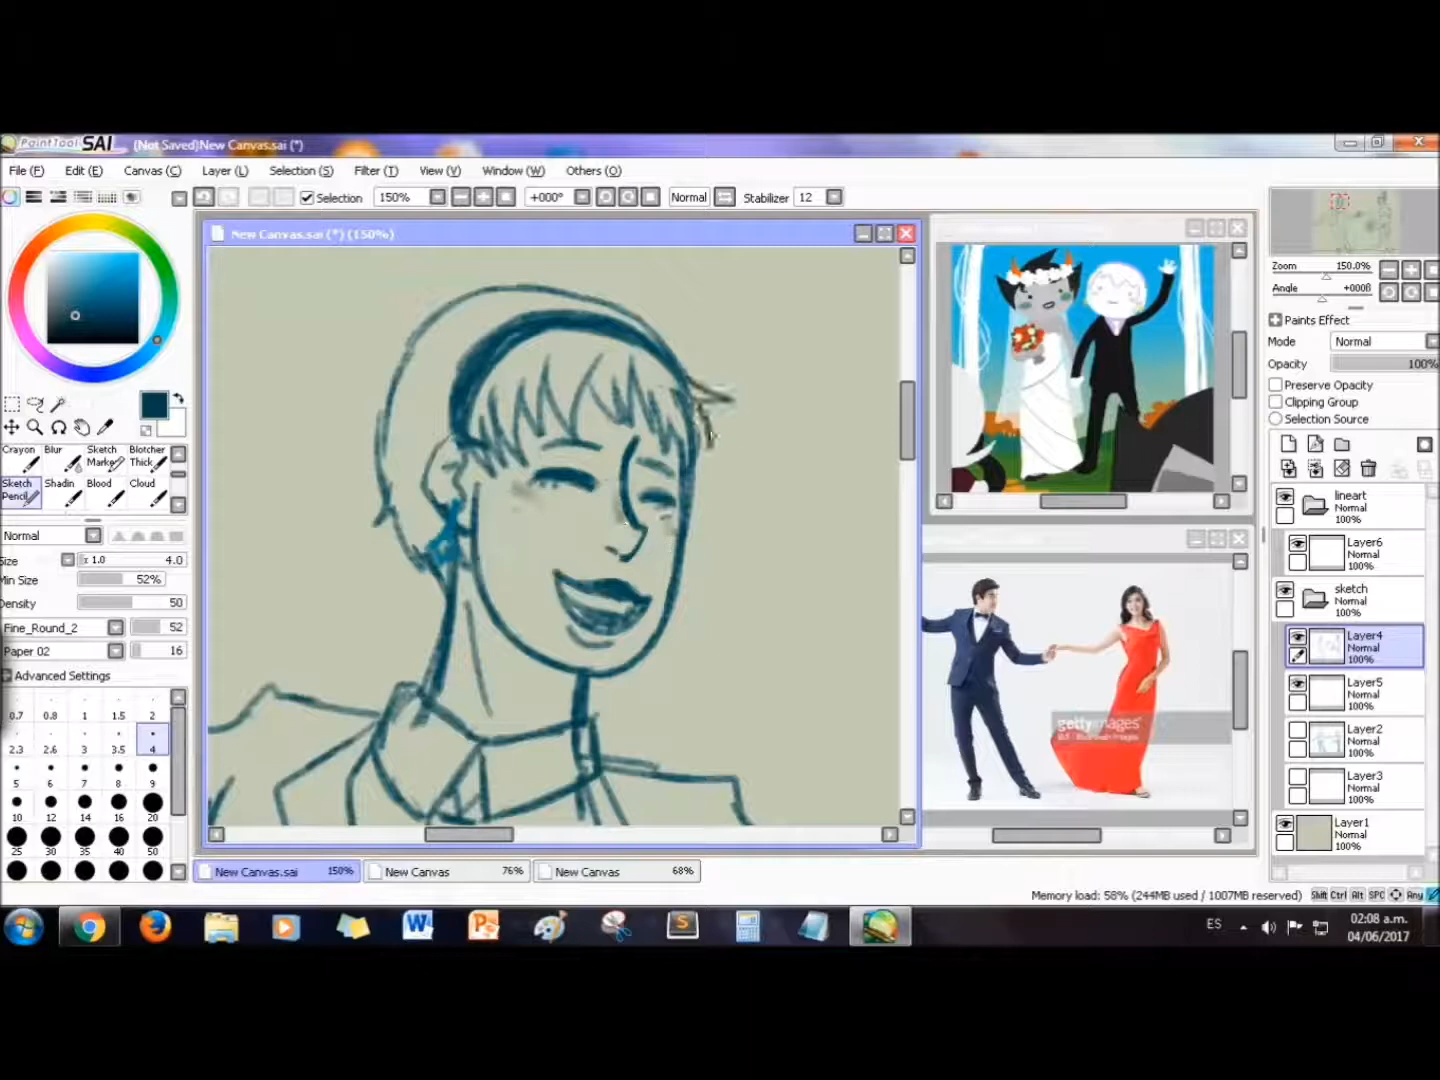 PaintTool SAI (Not Saved)New Canvas.sai (*)
File (F) Edit (E) Canvas (C) Layer (L) Selection (S) Filter (T) View (V) Window (W) Others (O)
Selection 150% +000° Normal Stabilizer 12
New Canvas.sai (*) (150%)
Zoom 150.0%
Angle +000ß
Paints Effect
Mode Normal
Opacity 100%
Preserve Opacity
Clipping Group
Selection Source
Crayon Blur Sketch Marke Blotcher Thick
Sketch Pencil Shadin Blood Cloud
Normal
Size x 1.0 4.0
Min Size 52%
Density 50
Fine_Round_2 52
Paper 02 16
Advanced Settings
0.7 0.8 1 1.5 2
2.3 2.6 3 3.5 4
5 6 7 8 9
10 12 14 16 20
25 30 35 40 50
lineart
Normal
100%
Layer6
Normal
100%
sketch
Normal
100%
Layer4
Normal
100%
Layer5
Normal
100%
Layer2
Normal
100%
Layer3
Normal
100%
Layer1
Normal
100%
gettyimages
New Canvas.sai 150% New Canvas 76% New Canvas 68%
Memory load: 58% (244MB used / 1007MB reserved) Shift Ctrl Alt SPC Any
ES
02:08 a.m.
04/06/2017